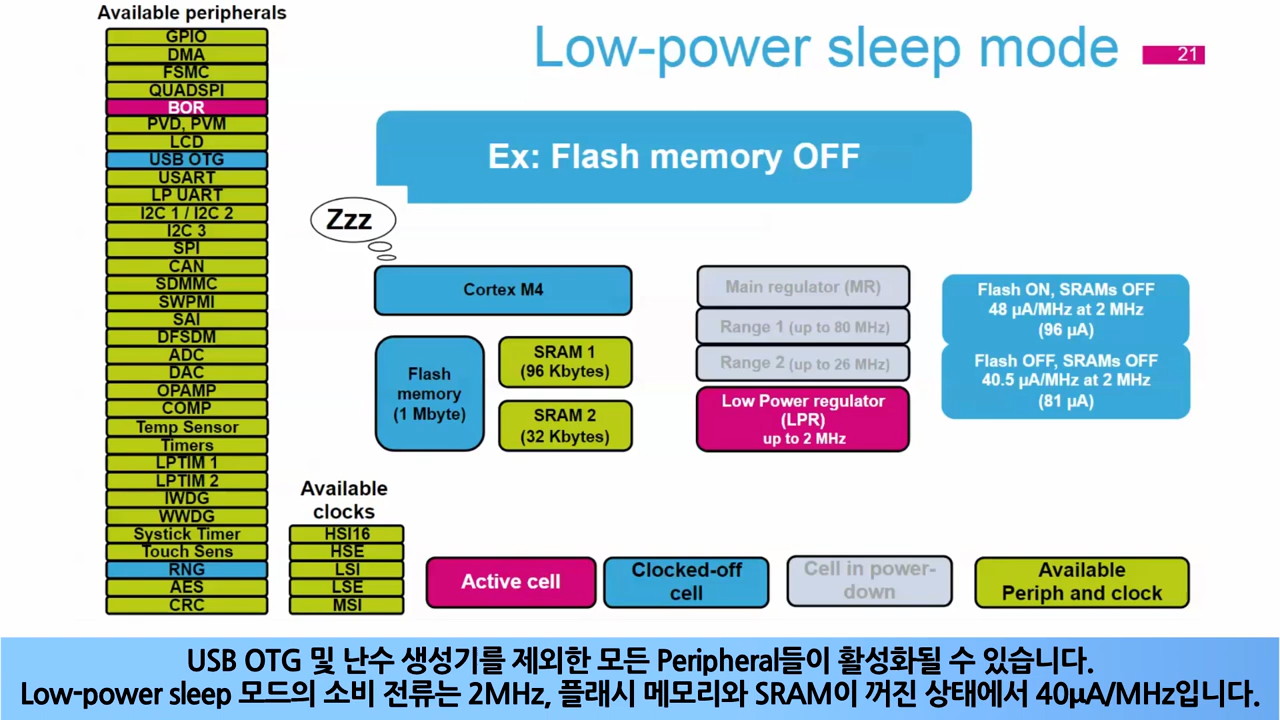 Available peripherals
GPIO
DMA
FSMC
QUADSPI
BOR
PVD, PVM
LCD
USB OTG
USART
LP UART
I2C 1 / I2C 2
I2C 3
SPI
CAN
SDMMC
SWPMI
SAI
DFSDM
ADC
DAC
OPAMP
COMP
Temp Sensor
Timers
LPTIM 1
LPTIM 2
IWDG
WWDG
Systick Timer
Touch Sens
RNG
AES
CRC
Low-power sleep mode
21
Ex: Flash memory OFF
Zzz
Cortex M4
Flash
memory
(1 Mbyte)
SRAM 1
(96 Kbytes)
SRAM 2
(32 Kbytes)
Main regulator (MR)
Range 1 (up to 80 MHz)
Range 2 (up to 26 MHz)
Low Power regulator
(LPR)
up to 2 MHz
Flash ON, SRAMs OFF
48 µA/MHz at 2 MHz
(96 µA)
Flash OFF, SRAMs OFF
40.5 µA/MHz at 2 MHz
(81 µA)
Available
clocks
HSI16
HSE
LSI
LSE
MSI
Active cell
Clocked-off
cell
Cell in power-
down
Available
Periph and clock
USB OTG 및 난수 생성기를 제외한 모든 Peripheral들이 활성화될 수 있습니다.
Low-power sleep 모드의 소비 전류는 2MHz, 플래시 메모리와 SRAM이 꺼진 상태에서 40µA/MHz입니다.